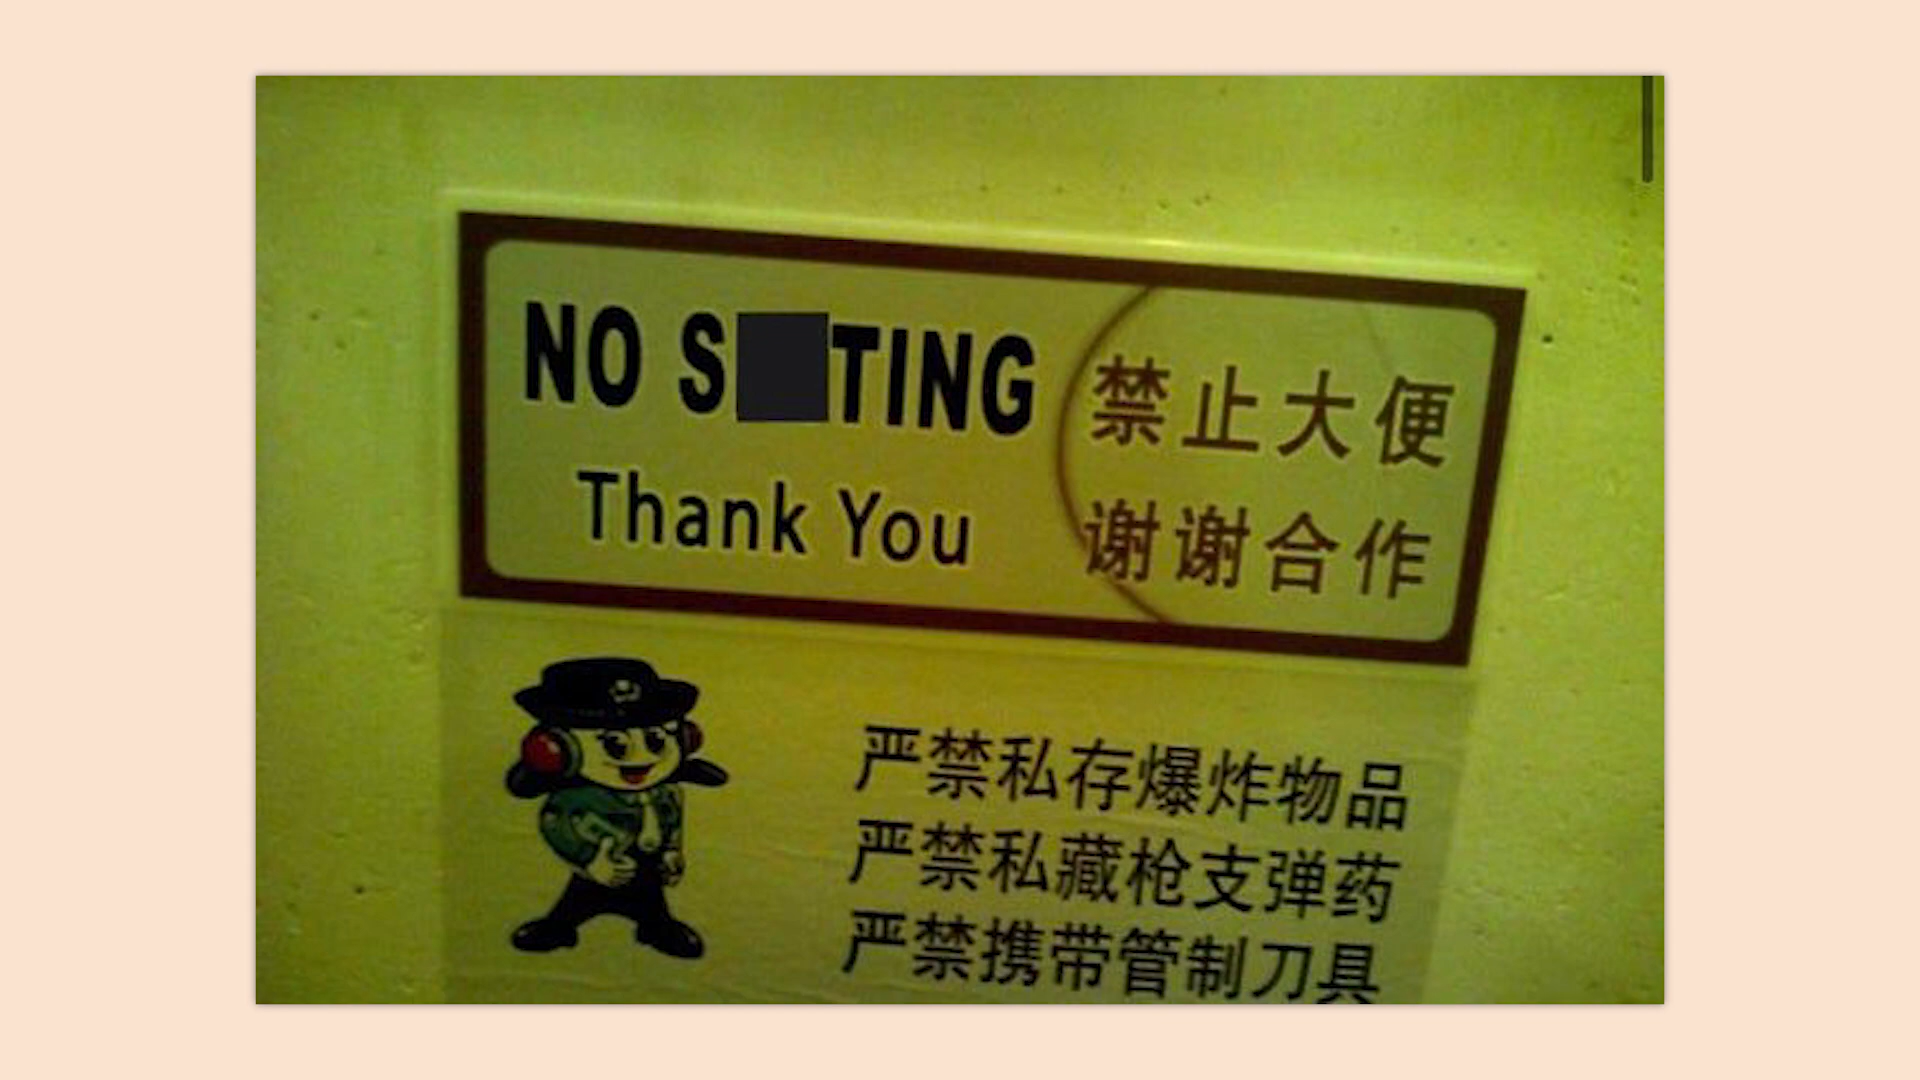 NO S TING
Thank You
禁止大便
谢谢合作
严禁私存爆炸物品
严禁私藏枪支弹药
严禁携带管制刀具